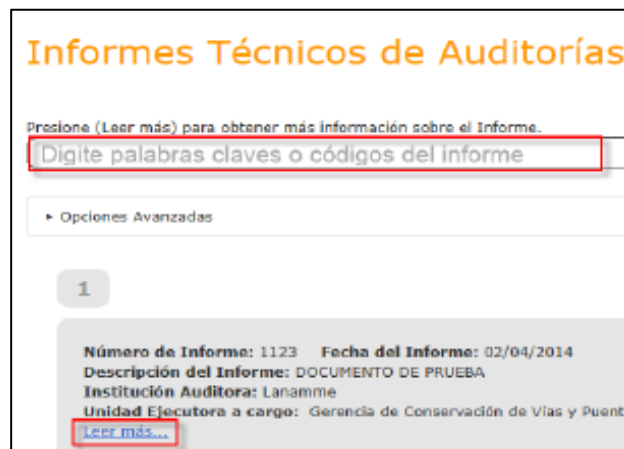 Informes Técnicos de Auditorías
Presione (Leer más) para obtener más información sobre el Informe.
Digite palabras claves o códigos del informe
▸ Opciones Avanzadas
1
Número de Informe: 1123 Fecha del Informe: 02/04/2014
Descripción del Informe: DOCUMENTO DE PRUEBA
Institución Auditora: Lanamme
Unidad Ejecutora a cargo: Gerencia de Conservación de Vías y Puent
Leer más...